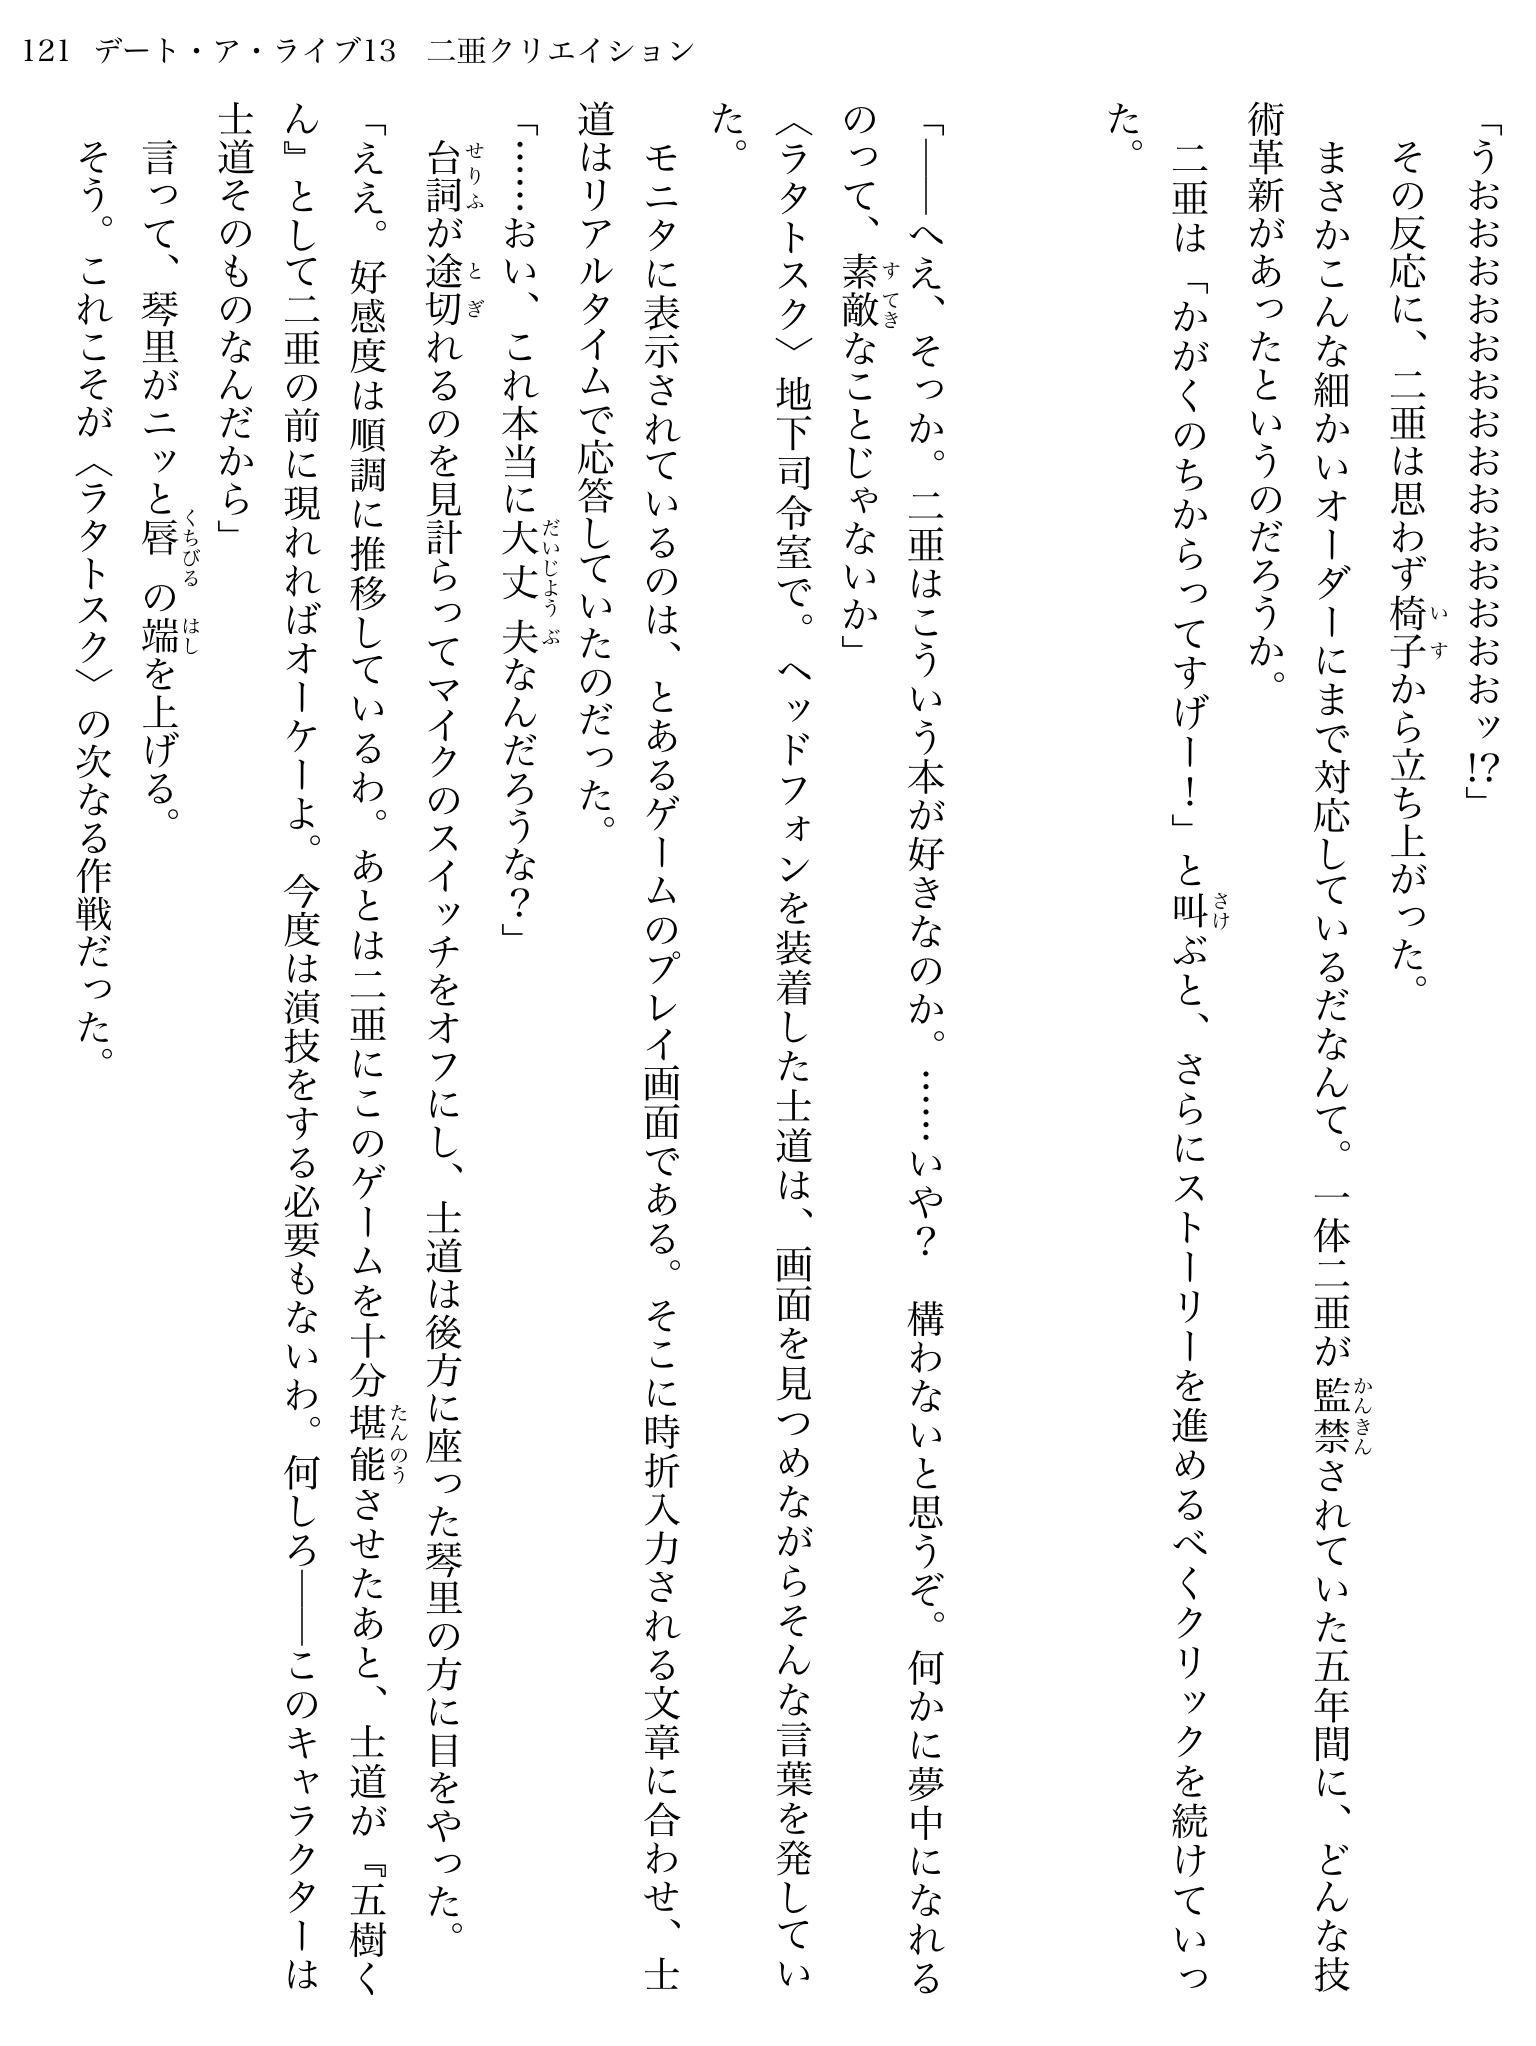 121 デート・ア・ライブ13　二亜クリエイション
「うおおおおおおおおおおおおおおッ!?」
　その反応に、二亜は思わず椅子から立ち上がった。
　まさかこんな細かいオーダーにまで対応しているだなんて。一体二亜が監禁されていた五年間に、どんな技
術革新があったというのだろうか。
　二亜は「かがくのちからってすげー！」と叫ぶと、さらにストーリーを進めるべくクリックを続けていっ
た。
「――へえ、そっか。二亜はこういう本が好きなのか。……いや？　構わないと思うぞ。何かに夢中になれる
のって、素敵なことじゃないか」
〈ラタトスク〉地下司令室で。ヘッドフォンを装着した士道は、画面を見つめながらそんな言葉を発してい
た。
　モニタに表示されているのは、とあるゲームのプレイ画面である。そこに時折入力される文章に合わせ、士
道はリアルタイムで応答していたのだった。
「……おい、これ本当に大丈夫なんだろうな？」
　台詞が途切れるのを見計らってマイクのスイッチをオフにし、士道は後方に座った琴里の方に目をやった。
「ええ。好感度は順調に推移しているわ。あとは二亜にこのゲームを十分堪能させたあと、士道が『五樹く
ん』として二亜の前に現れればオーケーよ。今度は演技をする必要もないわ。何しろ――このキャラクターは
士道そのものなんだから」
　言って、琴里がニッと唇の端を上げる。
　そう。これこそが〈ラタトスク〉の次なる作戦だった。